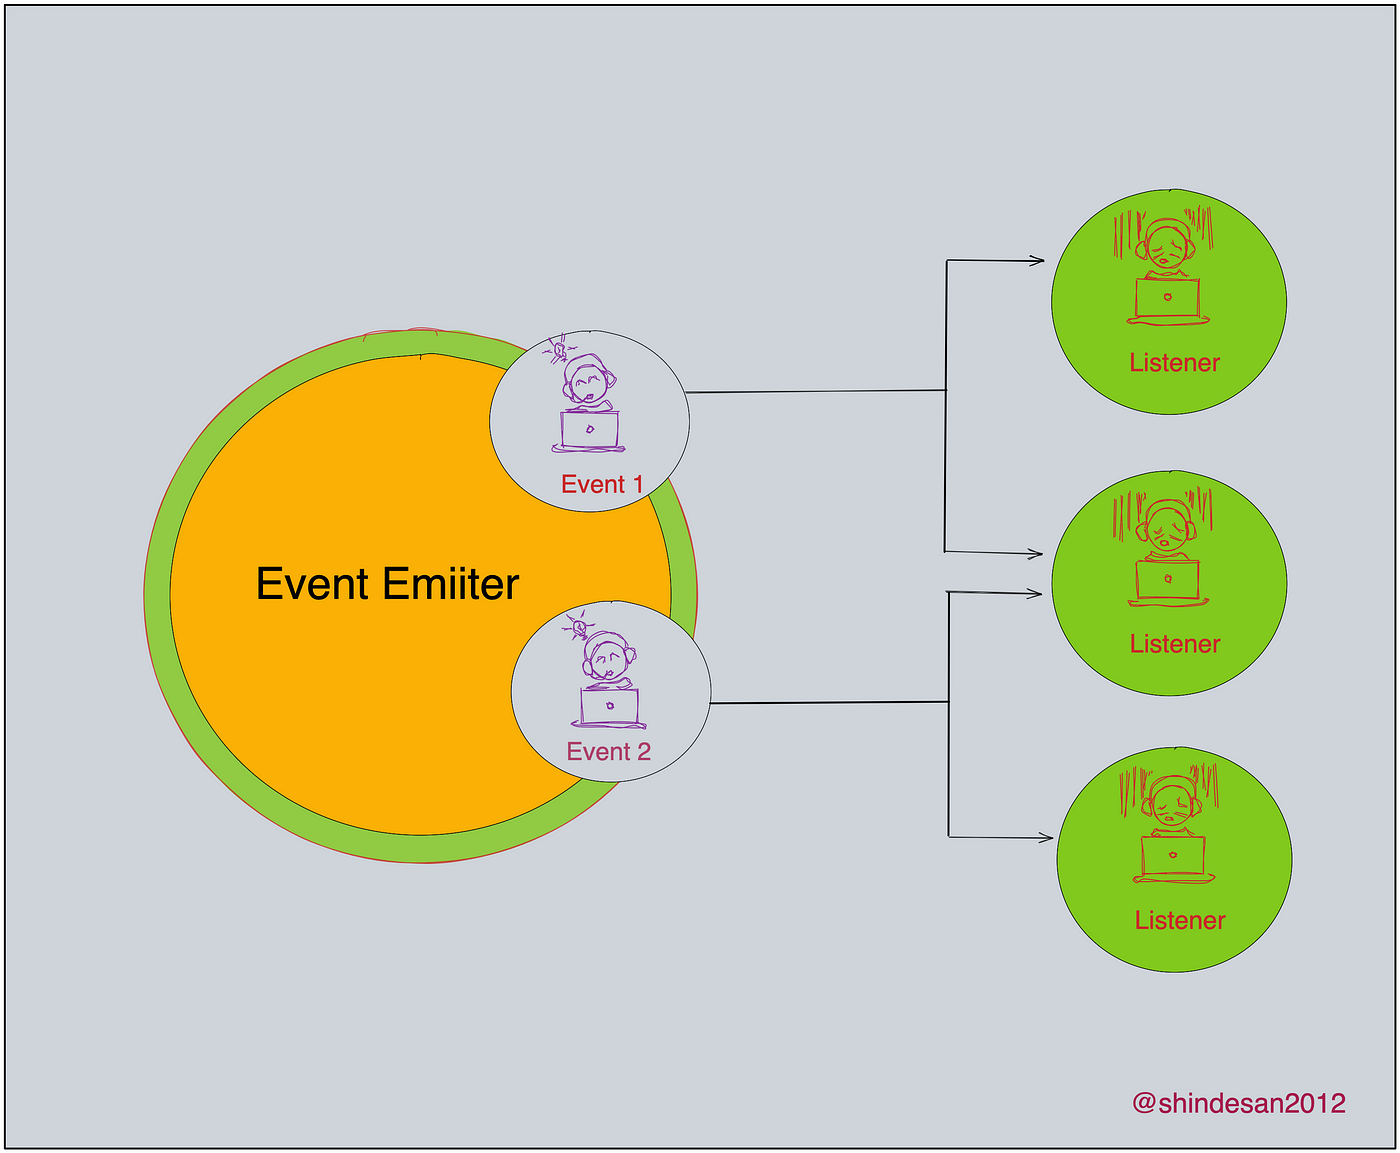 Event Emiiter
Event 1
Event 2
Listener
Listener
Listener
@shindesan2012